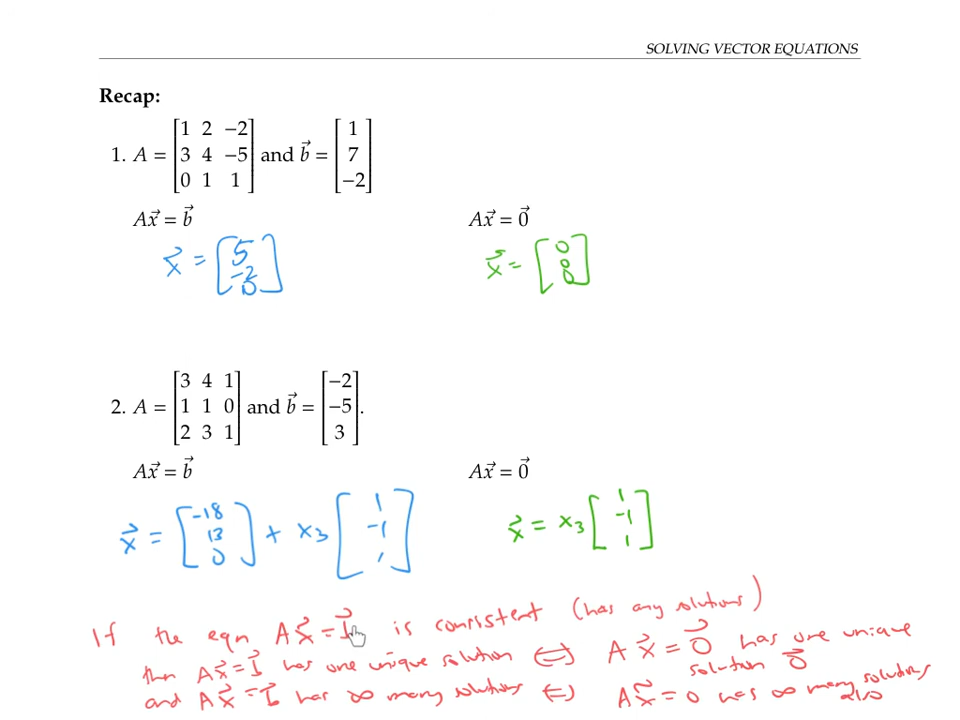 SOLVING VECTOR EQUATIONS
Recap:
1. A = [1 2 −2; 3 4 −5; 0 1 1] and b⃗ = [1; 7; −2]
Ax⃗ = b⃗ Ax⃗ = 0⃗
x⃗ = [5; −2; 0] x⃗ = [0; 0; 0]
2. A = [3 4 1; 1 1 0; 2 3 1] and b⃗ = [−2; −5; 3].
Ax⃗ = b⃗ Ax⃗ = 0⃗
x⃗ = [−18; 13; 0] + x₃ [1; −1; 1] x⃗ = x₃ [1; −1; 1]
If the eqn Ax⃗ = b⃗ is consistent (has any solutions)
then Ax⃗ = b⃗ has one unique solution ⟺ Ax⃗ = 0⃗ has one unique
solution 0⃗
and Ax⃗ = b⃗ has ∞ many solutions ⟺ Ax⃗ = 0 has ∞ many solutions